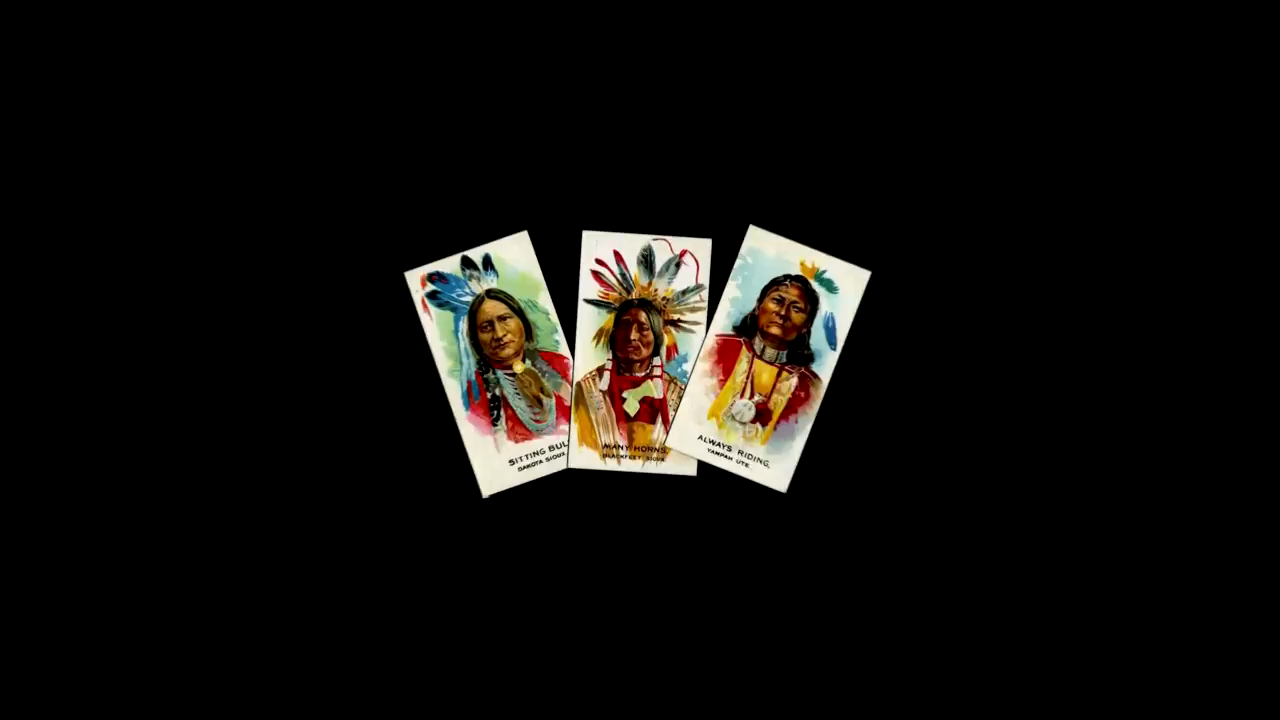 SITTING BUL
DAKOTA SIOUX
MANY HORNS,
BLACKFEET SIOUX.
ALWAYS RIDING,
YAMPAH UTE.